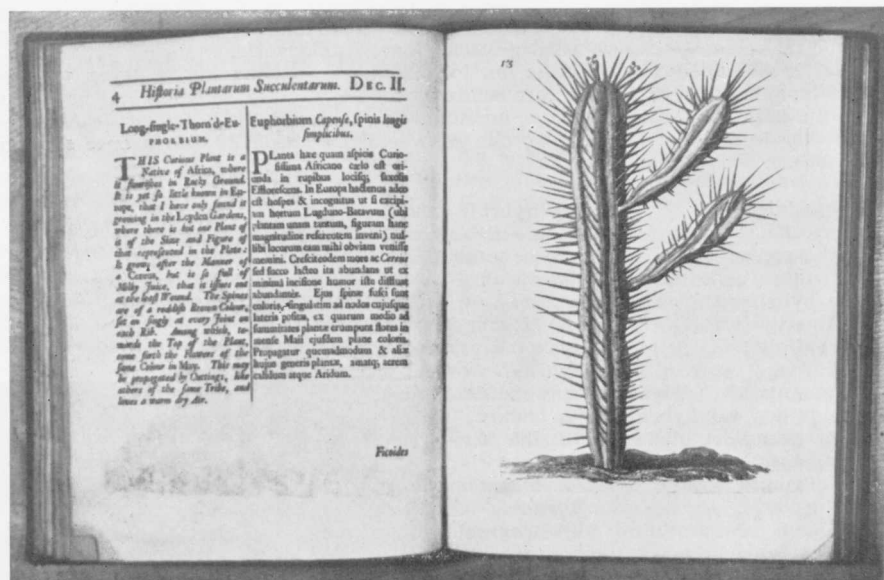 4 Historia Plantarum Succulentarum. DEC. II.
Long-single-Thorn'd-Eu-
PHORBIUM.
THIS Curious Plant is a
Native of Africa, where
it flourishes in Rocky Ground.
It is yet so little known in Eu-
rope, that I have only found it
growing in the Leyden Gardens,
where there is but one Plant of
it of the Size and Figure of
that represented in the Plate:
It grows after the Manner of
a Cereus, but is so full of
Milky Juice, that it issues out
at the least Wound. The Spines
are of a reddish Brown Colour,
set on singly at every Joint on
each Rib. Among which, to-
wards the Top of the Plant,
come forth the Flowers of the
same Colour in May. This may
be propagated by Cuttings, like
others of the same Tribe, and
loves a warm dry Air.
Euphorbium Capense, spinis longis
simplicibus.
PLanta hæc quam aspicis Curio-
sissima Africano cælo est ori-
unda in rupibus locisq; saxosis
Efflorescens. In Europa hactenus adeo
est hospes & incognitus ut si excipi-
am hortum Lugduno-Batavum (ubi
plantam unam tantum, figuram hanc
magnitudine referentem inveni) nul-
libi locorum eam mihi obviam venisse
memini. Crescit eodem more ac Cereus
sed succo lacteo ita abundans ut ex
minima incisione humor iste diffluat
abundanter. Ejus spinæ fusci sunt
coloris, singulatim ad nodos cujusque
lateris positæ, ex quarum medio ad
summitates plantæ erumpunt flores in
mense Maii ejusdem plane coloris.
Propagatur quemadmodum & aliæ
hujus generis plantæ, amatq; aerem
calidum atque Aridum.
Ficoides
13